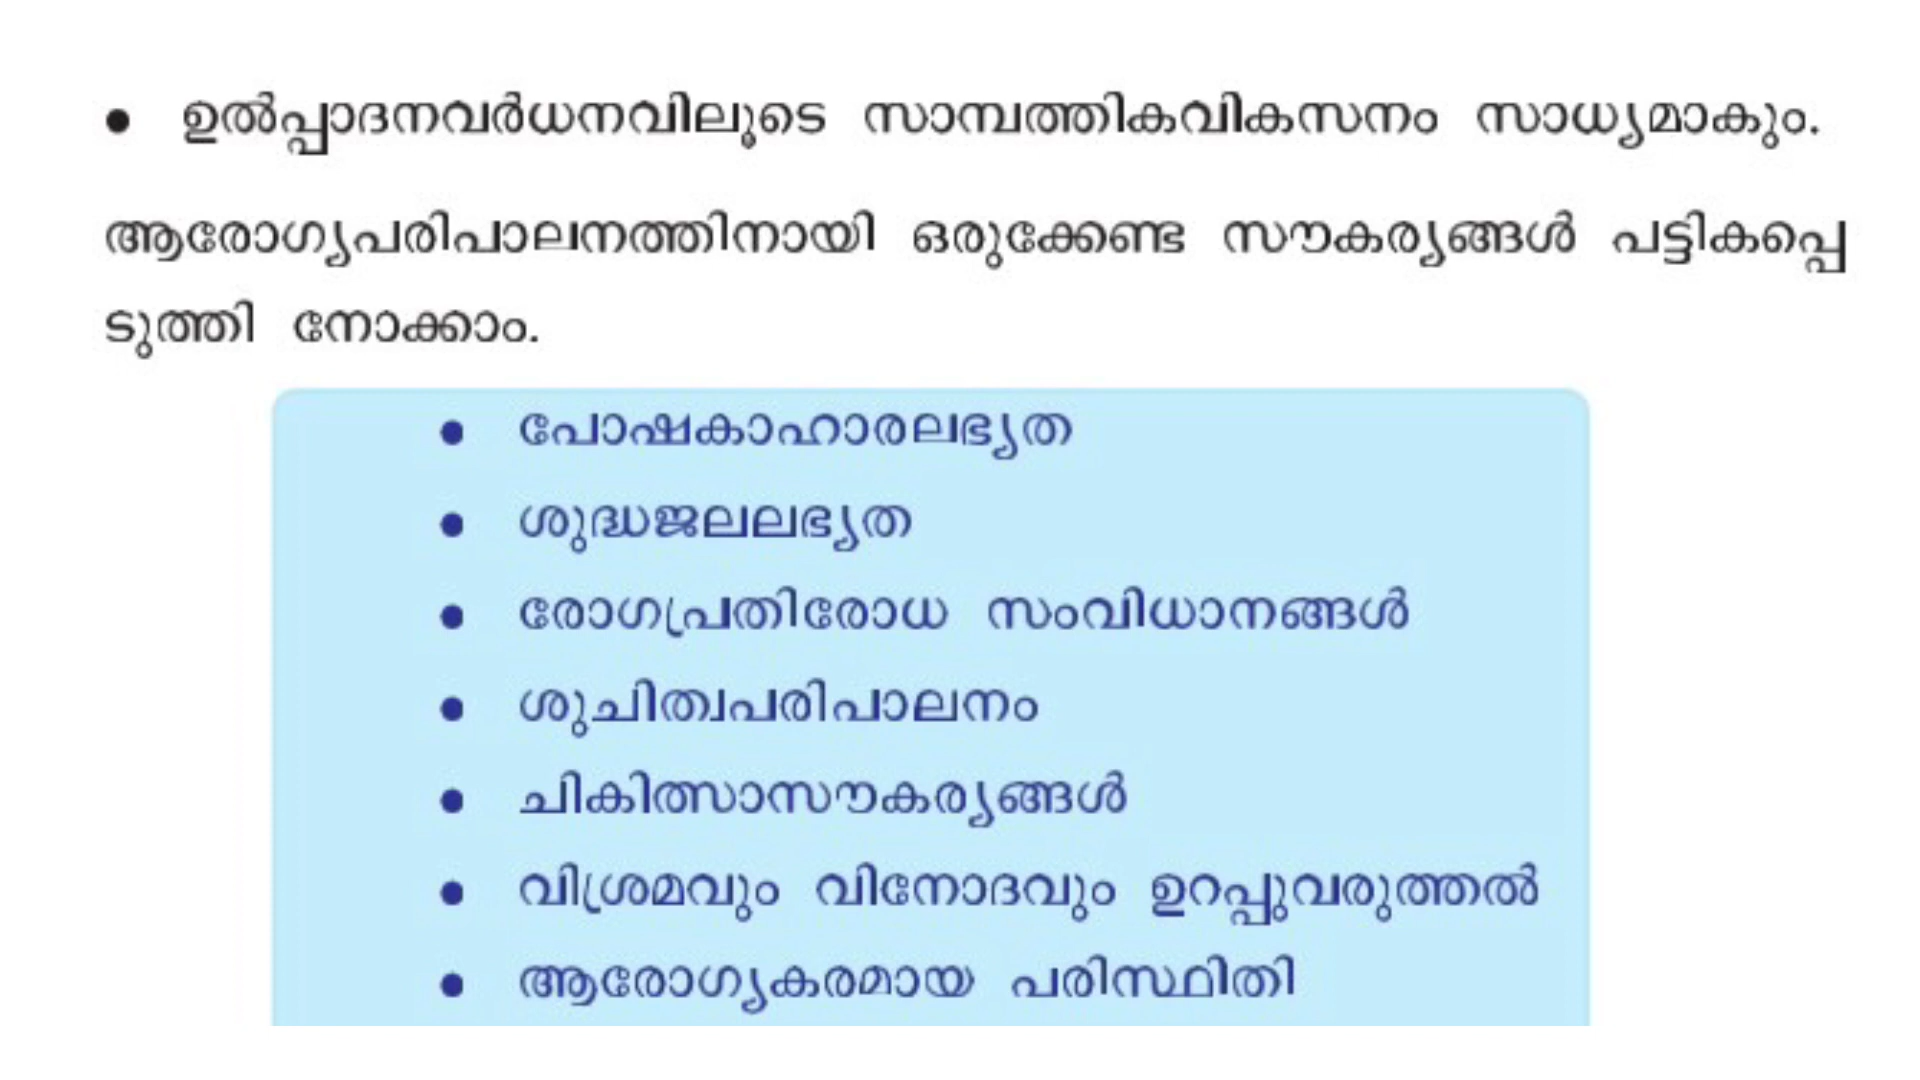 • ഉൽപ്പാദനവർധനവിലൂടെ സാമ്പത്തികവികസനം സാധ്യമാകും.
ആരോഗ്യപരിപാലനത്തിനായി ഒരുക്കേണ്ട സൗകര്യങ്ങൾ പട്ടികപ്പെ
ടുത്തി നോക്കാം.
• പോഷകാഹാരലഭ്യത
• ശുദ്ധജലലഭ്യത
• രോഗപ്രതിരോധ സംവിധാനങ്ങൾ
• ശുചിത്വപരിപാലനം
• ചികിത്സാസൗകര്യങ്ങൾ
• വിശ്രമവും വിനോദവും ഉറപ്പുവരുത്തൽ
• ആരോഗ്യകരമായ പരിസ്ഥിതി